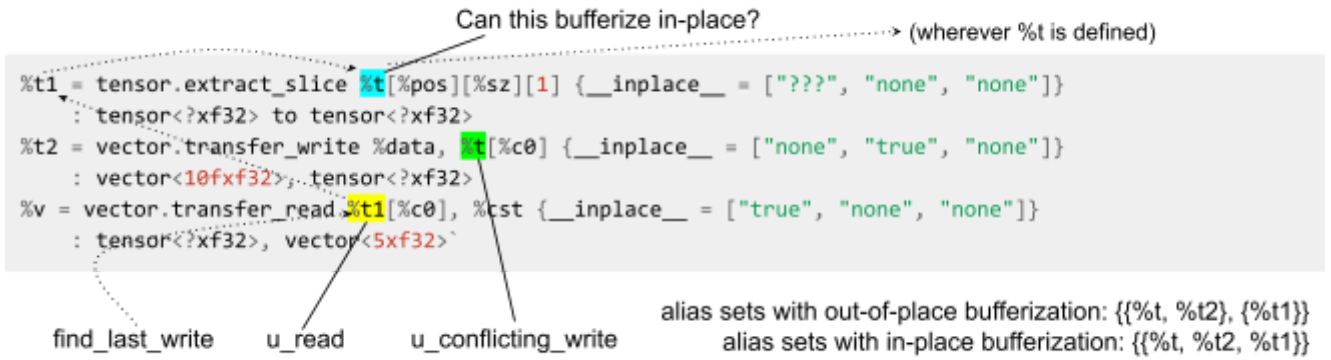 Can this bufferize in-place?
(wherever %t is defined)
%t1 = tensor.extract_slice %t[%pos][%sz][1] {__inplace__ = ["???", "none", "none"]}
: tensor<?xf32> to tensor<?xf32>
%t2 = vector.transfer_write %data, %t[%c0] {__inplace__ = ["none", "true", "none"]}
: vector<10fxf32>, tensor<?xf32>
%v = vector.transfer_read %t1[%c0], %cst {__inplace__ = ["true", "none", "none"]}
: tensor<?xf32>, vector<5xf32>`
find_last_write u_read u_conflicting_write
alias sets with out-of-place bufferization: {{%t, %t2}, {%t1}}
alias sets with in-place bufferization: {{%t, %t2, %t1}}